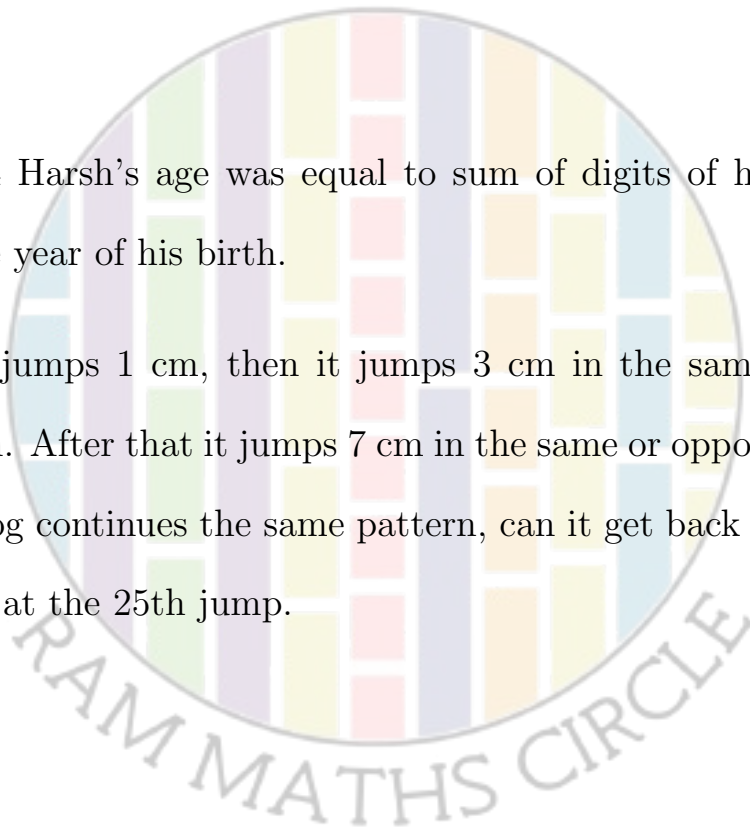 Harsh's age was equal to sum of digits of h
year of his birth.
jumps 1 cm, then it jumps 3 cm in the sam
. After that it jumps 7 cm in the same or oppo
og continues the same pattern, can it get back
at the 25th jump.
RAM MATHS CIRCLE